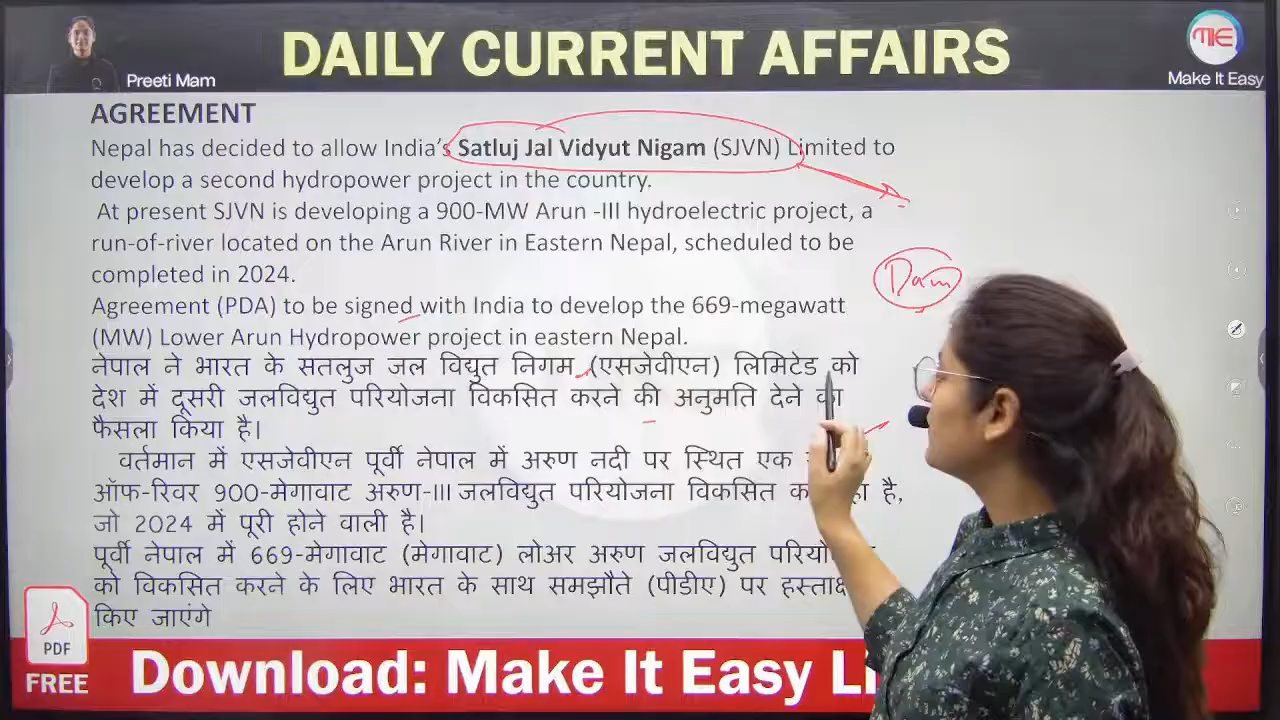 DAILY CURRENT AFFAIRS
Preeti Mam
Make It Easy
AGREEMENT
Nepal has decided to allow India's Satluj Jal Vidyut Nigam (SJVN) Limited to
develop a second hydropower project in the country.
At present SJVN is developing a 900-MW Arun -III hydroelectric project, a
run-of-river located on the Arun River in Eastern Nepal, scheduled to be
completed in 2024.
Dam
Agreement (PDA) to be signed with India to develop the 669-megawatt
(MW) Lower Arun Hydropower project in eastern Nepal.
नेपाल ने भारत के सतलुज जल विद्युत निगम (एसजेवीएन) लिमिटेड को
देश में दूसरी जलविद्युत परियोजना विकसित करने की अनुमति देने का
फैसला किया है।
वर्तमान में एसजेवीएन पूर्वी नेपाल में अरुण नदी पर स्थित एक
ऑफ-रिवर 900-मेगावाट अरुण-III जलविद्युत परियोजना विकसित है,
जो 2024 में पूरी होने वाली है।
पूर्वी नेपाल में 669-मेगावाट (मेगावाट) लोअर अरुण जलविद्युत
को विकसित करने के लिए भारत के साथ समझौते (पीडीए) पर
किए जाएंगे
PDF
FREE
Download: Make It Easy